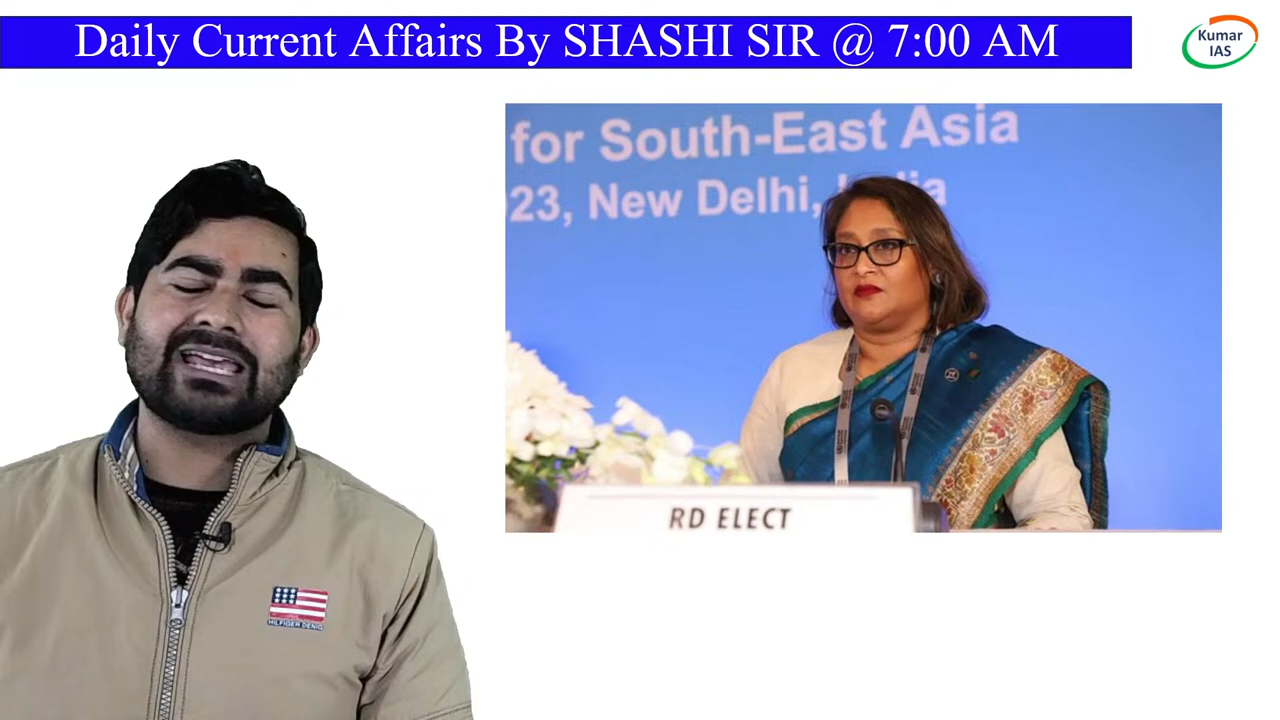 Daily Current Affairs By SHASHI SIR @ 7:00 AM
Kumar
IAS
for South-East Asia
23, New Delhi,
RD ELECT
HILFIGER DENIM